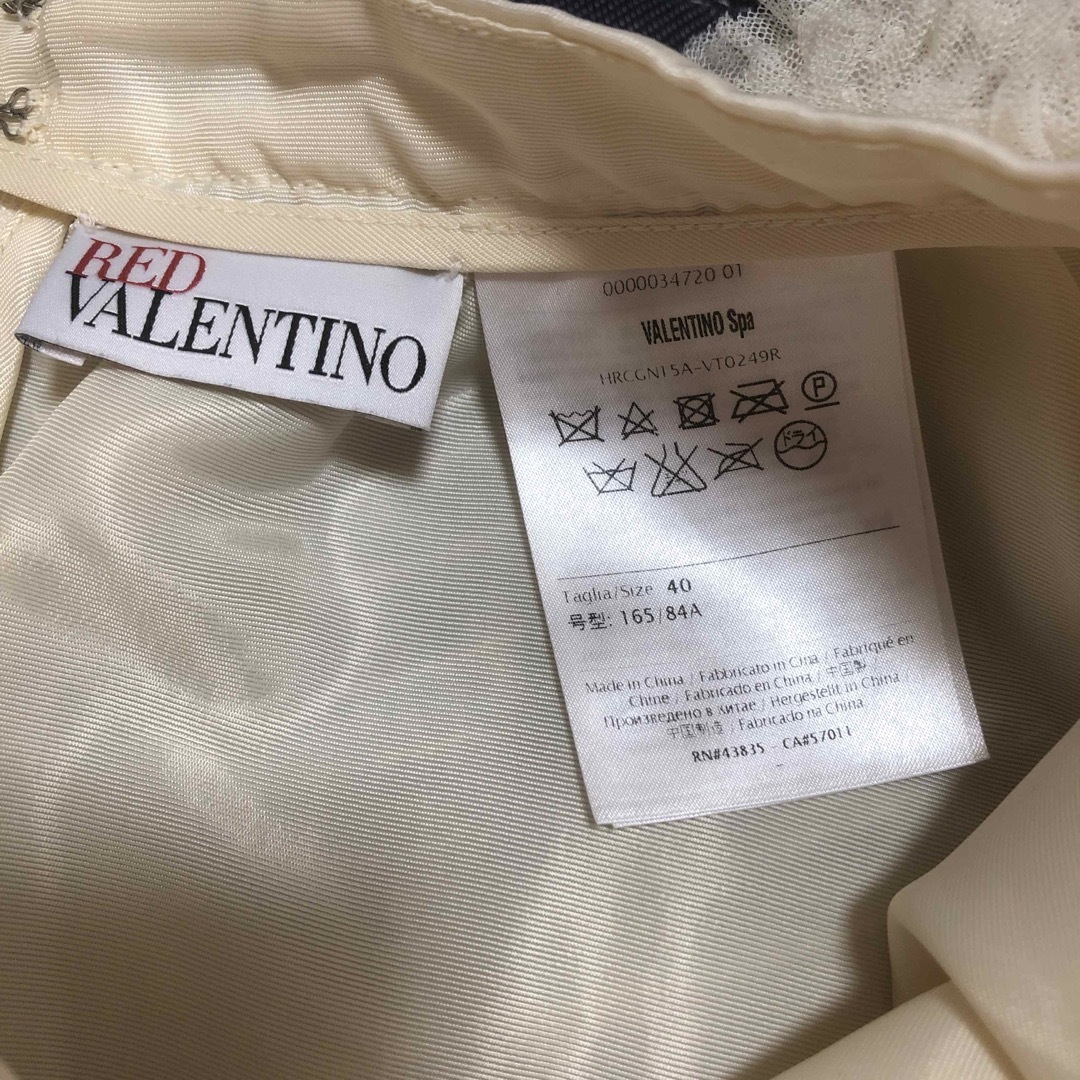 RED
VALENTINO
0000034720 01
VALENTINO Spa
HRCGN15A-VT0249R
P
ドライ
Taglia/Size 40
号型: 165/84A
Made in China / Fabbricato in Cina / Fabriqué en
Chine / Fabricado en China / 中国製 /
Произведено в Китае / Hergestellt in China /
中国制造 / Fabricado na China
RN#43835 - CA#57011